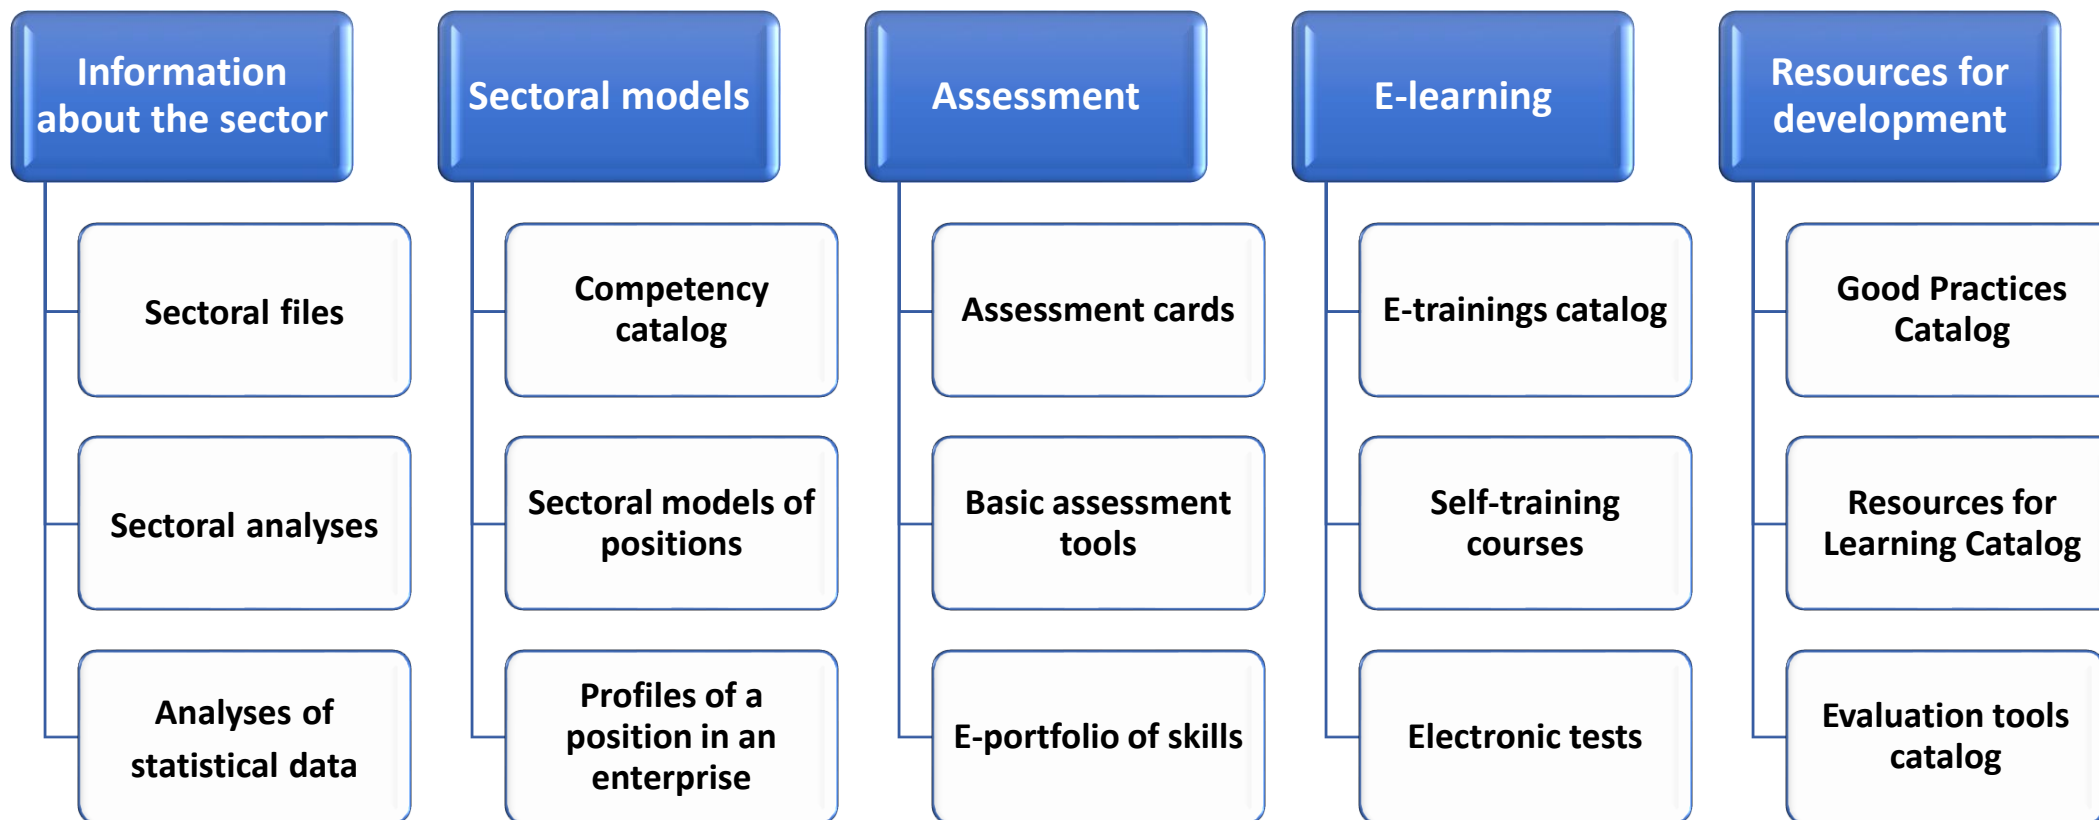 Information
about the sector
Sectoral files
Sectoral analyses
Analyses of
statistical data
Sectoral models
Competency
catalog
Sectoral models of
positions
Profiles of a
position in an
enterprise
Assessment
Assessment cards
Basic assessment
tools
E-portfolio of skills
E-learning
E-trainings catalog
Self-training
courses
Electronic tests
Resources for
development
Good Practices
Catalog
Resources for
Learning Catalog
Evaluation tools
catalog